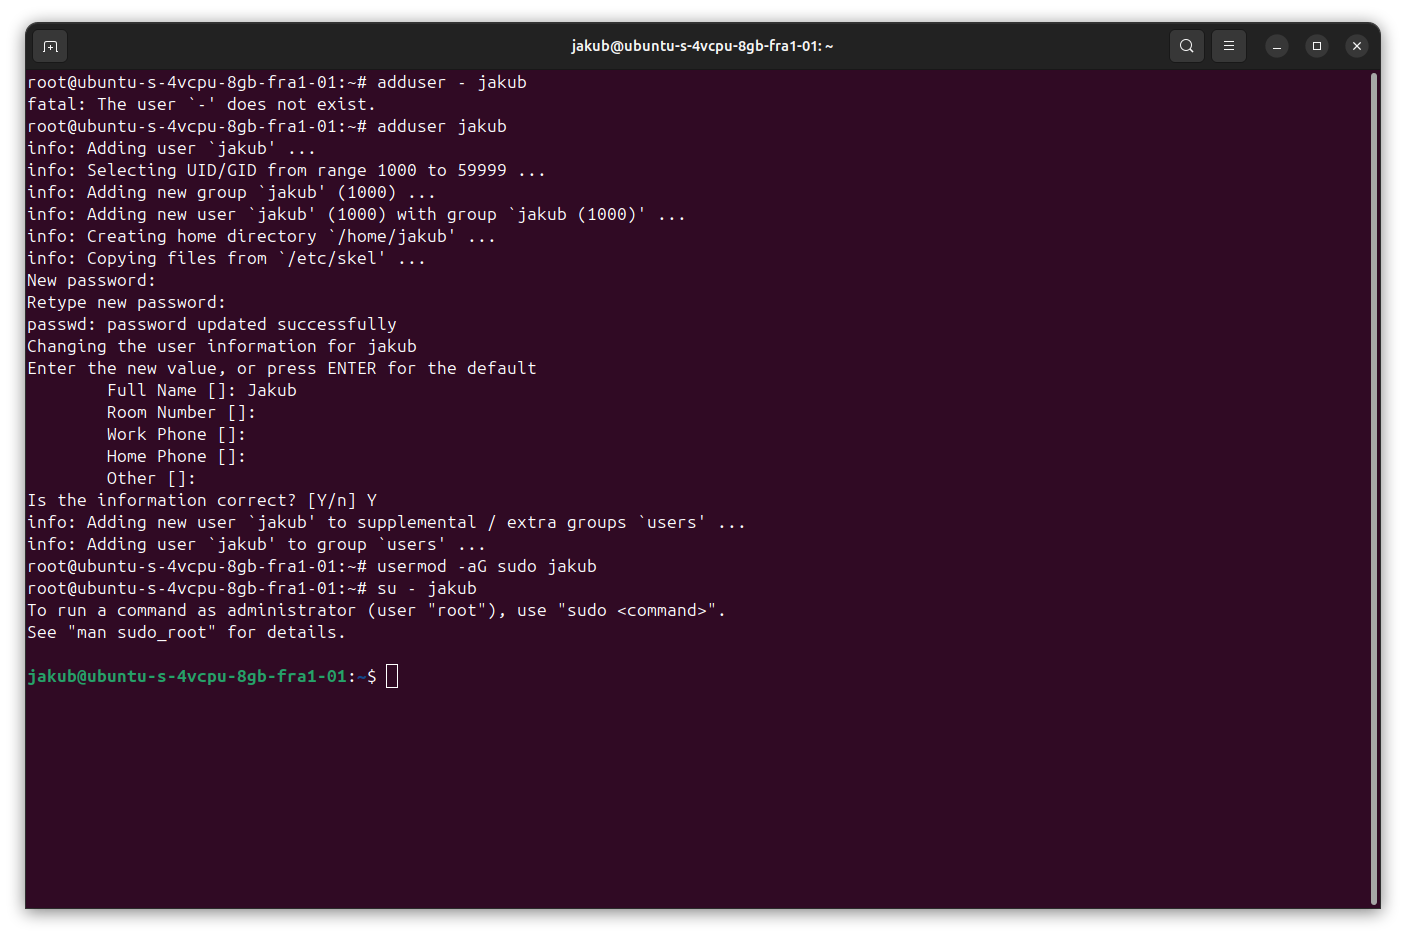 jakub@ubuntu-s-4vcpu-8gb-fra1-01: ~
root@ubuntu-s-4vcpu-8gb-fra1-01:~# adduser - jakub
fatal: The user `-' does not exist.
root@ubuntu-s-4vcpu-8gb-fra1-01:~# adduser jakub
info: Adding user `jakub' ...
info: Selecting UID/GID from range 1000 to 59999 ...
info: Adding new group `jakub' (1000) ...
info: Adding new user `jakub' (1000) with group `jakub (1000)' ...
info: Creating home directory `/home/jakub' ...
info: Copying files from `/etc/skel' ...
New password:
Retype new password:
passwd: password updated successfully
Changing the user information for jakub
Enter the new value, or press ENTER for the default
        Full Name []: Jakub
        Room Number []:
        Work Phone []:
        Home Phone []:
        Other []:
Is the information correct? [Y/n] Y
info: Adding new user `jakub' to supplemental / extra groups `users' ...
info: Adding user `jakub' to group `users' ...
root@ubuntu-s-4vcpu-8gb-fra1-01:~# usermod -aG sudo jakub
root@ubuntu-s-4vcpu-8gb-fra1-01:~# su - jakub
To run a command as administrator (user "root"), use "sudo <command>".
See "man sudo_root" for details.

jakub@ubuntu-s-4vcpu-8gb-fra1-01:~$